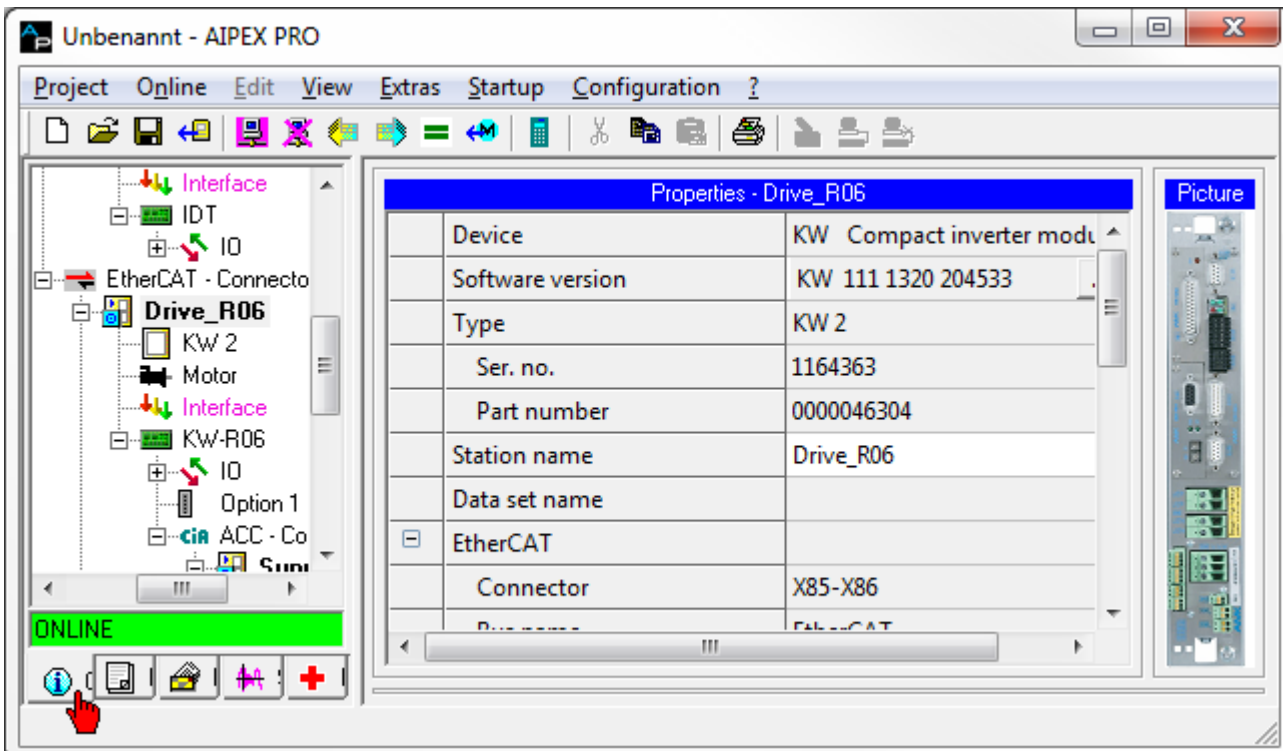 Unbenannt - AIPEX PRO
Project Online Edit View Extras Startup Configuration ?
Interface
IDT
IO
EtherCAT - Connecto
Drive_R06
KW 2
Motor
Interface
KW-R06
IO
Option 1
CiA ACC - Co
ONLINE
Properties - Drive_R06
Device KW Compact inverter modu
Software version KW 111 1320 204533
Type KW 2
Ser. no. 1164363
Part number 0000046304
Station name Drive_R06
Data set name
EtherCAT
Connector X85-X86
Picture